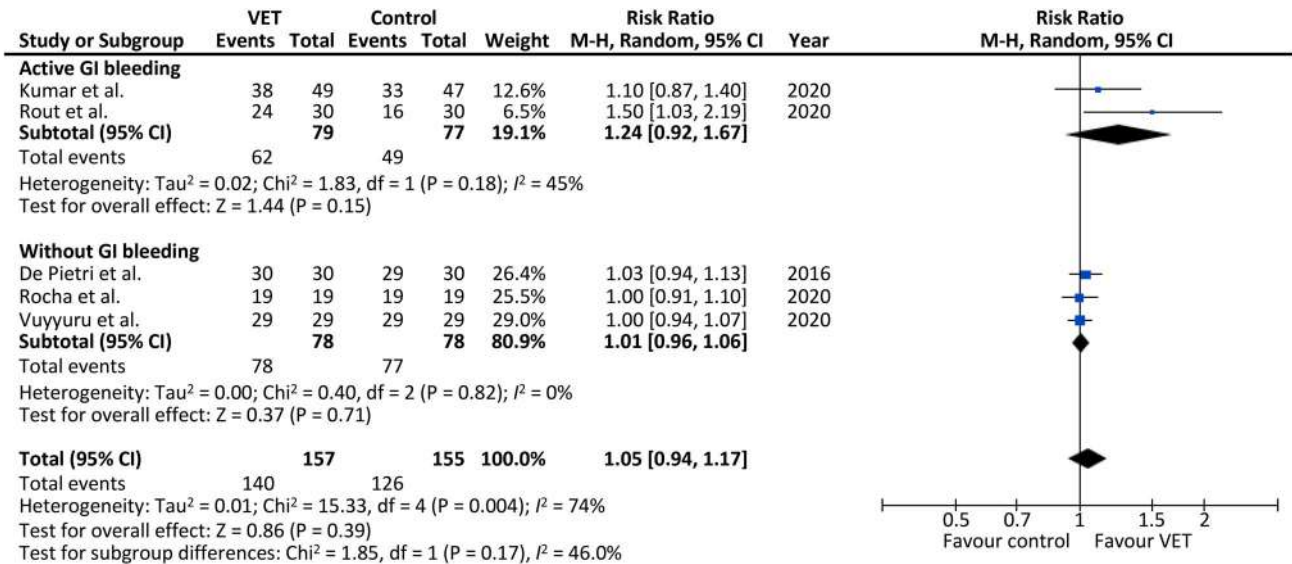 VET Control Risk Ratio Risk Ratio
Study or Subgroup Events Total Events Total Weight M-H, Random, 95% CI Year M-H, Random, 95% CI
Active GI bleeding
Kumar et al. 38 49 33 47 12.6% 1.10 [0.87, 1.40] 2020
Rout et al. 24 30 16 30 6.5% 1.50 [1.03, 2.19] 2020
Subtotal (95% CI) 79 77 19.1% 1.24 [0.92, 1.67]
Total events 62 49
Heterogeneity: Tau² = 0.02; Chi² = 1.83, df = 1 (P = 0.18); I² = 45%
Test for overall effect: Z = 1.44 (P = 0.15)
Without GI bleeding
De Pietri et al. 30 30 29 30 26.4% 1.03 [0.94, 1.13] 2016
Rocha et al. 19 19 19 19 25.5% 1.00 [0.91, 1.10] 2020
Vuyyuru et al. 29 29 29 29 29.0% 1.00 [0.94, 1.07] 2020
Subtotal (95% CI) 78 78 80.9% 1.01 [0.96, 1.06]
Total events 78 77
Heterogeneity: Tau² = 0.00; Chi² = 0.40, df = 2 (P = 0.82); I² = 0%
Test for overall effect: Z = 0.37 (P = 0.71)
Total (95% CI) 157 155 100.0% 1.05 [0.94, 1.17]
Total events 140 126
Heterogeneity: Tau² = 0.01; Chi² = 15.33, df = 4 (P = 0.004); I² = 74%
Test for overall effect: Z = 0.86 (P = 0.39)
Test for subgroup differences: Chi² = 1.85, df = 1 (P = 0.17), I² = 46.0%
0.5 0.7 1 1.5 2
Favour control Favour VET